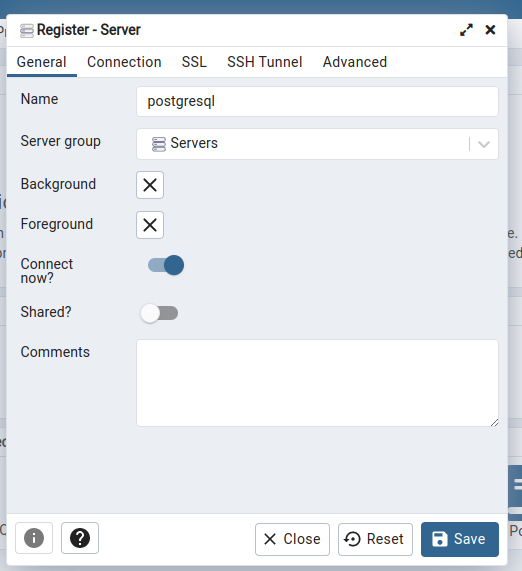 Register - Server
General Connection SSL SSH Tunnel Advanced
Name postgresql
Server group Servers
Background
Foreground
Connect
now?
Shared?
Comments
Close Reset Save